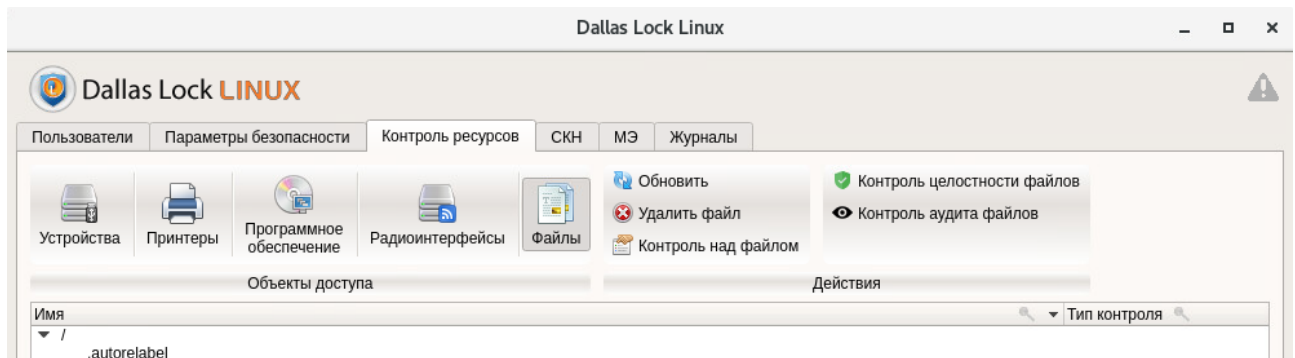 Dallas Lock Linux
Dallas Lock LINUX
Пользователи Параметры безопасности Контроль ресурсов СКН МЭ Журналы
Устройства Принтеры Программное обеспечение Радиоинтерфейсы Файлы
Обновить
Удалить файл
Контроль над файлом
Контроль целостности файлов
Контроль аудита файлов
Объекты доступа Действия
Имя Тип контроля
/
.autorelabel